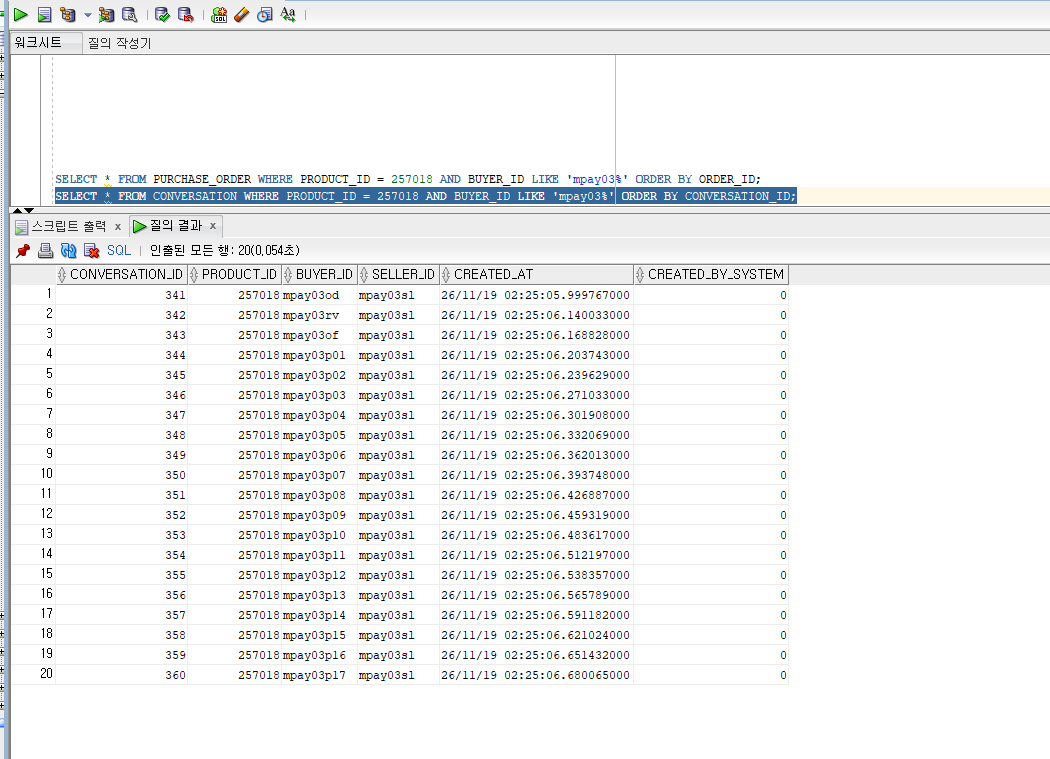 워크시트 질의 작성기
SELECT * FROM PURCHASE_ORDER WHERE PRODUCT_ID = 257018 AND BUYER_ID LIKE 'mpay03%' ORDER BY ORDER_ID;
SELECT * FROM CONVERSATION WHERE PRODUCT_ID = 257018 AND BUYER_ID LIKE 'mpay03%' ORDER BY CONVERSATION_ID;
스크립트 출력 x 질의 결과 x
SQL 인출된 모든 행: 20(0,054초)
CONVERSATION_ID PRODUCT_ID BUYER_ID SELLER_ID CREATED_AT CREATED_BY_SYSTEM
1 341 257018 mpay03od mpay03sl 26/11/19 02:25:05.999767000 0
2 342 257018 mpay03rv mpay03sl 26/11/19 02:25:06.140033000 0
3 343 257018 mpay03of mpay03sl 26/11/19 02:25:06.168828000 0
4 344 257018 mpay03p01 mpay03sl 26/11/19 02:25:06.203743000 0
5 345 257018 mpay03p02 mpay03sl 26/11/19 02:25:06.239629000 0
6 346 257018 mpay03p03 mpay03sl 26/11/19 02:25:06.271033000 0
7 347 257018 mpay03p04 mpay03sl 26/11/19 02:25:06.301908000 0
8 348 257018 mpay03p05 mpay03sl 26/11/19 02:25:06.332069000 0
9 349 257018 mpay03p06 mpay03sl 26/11/19 02:25:06.362013000 0
10 350 257018 mpay03p07 mpay03sl 26/11/19 02:25:06.393748000 0
11 351 257018 mpay03p08 mpay03sl 26/11/19 02:25:06.426887000 0
12 352 257018 mpay03p09 mpay03sl 26/11/19 02:25:06.459319000 0
13 353 257018 mpay03p10 mpay03sl 26/11/19 02:25:06.483617000 0
14 354 257018 mpay03p11 mpay03sl 26/11/19 02:25:06.512197000 0
15 355 257018 mpay03p12 mpay03sl 26/11/19 02:25:06.538357000 0
16 356 257018 mpay03p13 mpay03sl 26/11/19 02:25:06.565789000 0
17 357 257018 mpay03p14 mpay03sl 26/11/19 02:25:06.591182000 0
18 358 257018 mpay03p15 mpay03sl 26/11/19 02:25:06.621024000 0
19 359 257018 mpay03p16 mpay03sl 26/11/19 02:25:06.651432000 0
20 360 257018 mpay03p17 mpay03sl 26/11/19 02:25:06.680065000 0